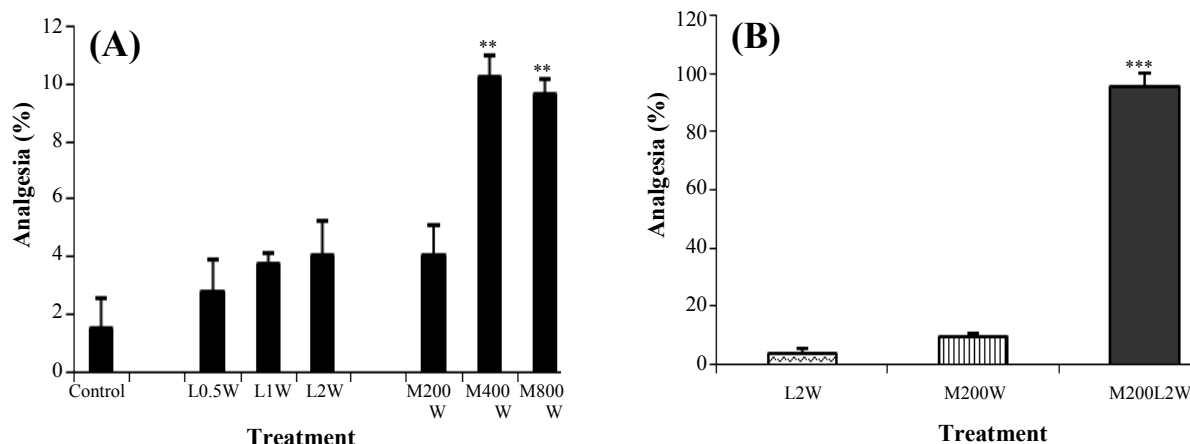 (A)
Analgesia (%)
12
10
8
6
4
2
0
**
**
Control
L0.5W
L1W
L2W
M200
W
M400
W
M800
W
Treatment
(B)
Analgesia (%)
120
100
80
60
40
20
0
***
L2W
M200W
M200L2W
Treatment